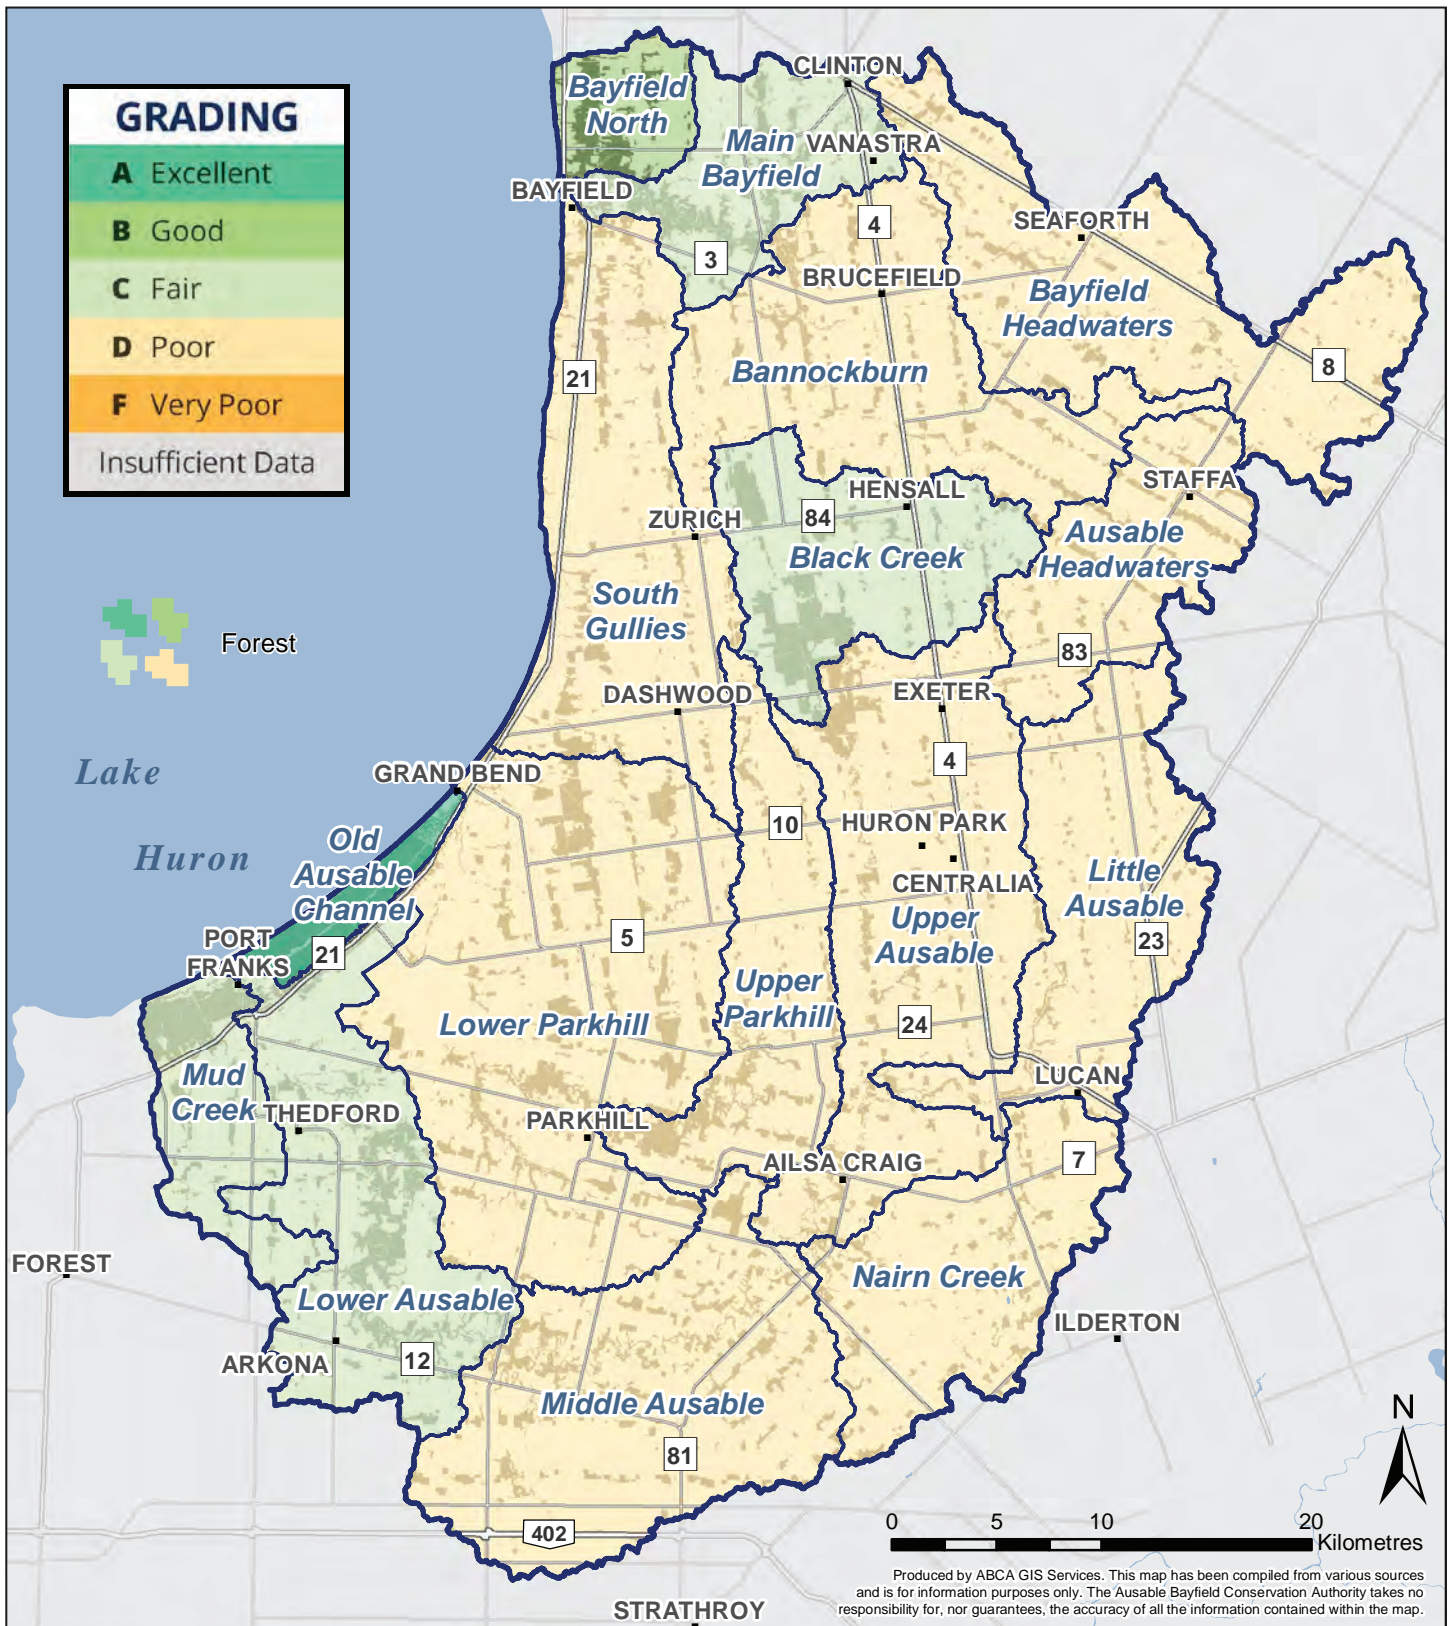 GRADING
A Excellent
B Good
C Fair
D Poor
F Very Poor
Insufficient Data
Forest
Lake
Huron
CLINTON
Bayfield
North
Main
Bayfield
VANASTRA
BAYFIELD
SEAFORTH
4
3
BRUCEFIELD
Bayfield
Headwaters
21
Bannockburn
8
HENSALL
STAFFA
ZURICH
84
Black Creek
Ausable
Headwaters
South
Gullies
83
DASHWOOD
EXETER
4
GRAND BEND
10
HURON PARK
Old
Ausable
Channel
CENTRALIA
Little
Ausable
Upper
Ausable
23
5
PORT
FRANKS
21
Upper
Parkhill
Lower Parkhill
24
Mud
Creek
LUCAN
THEDFORD
PARKHILL
AILSA CRAIG
7
FOREST
Nairn Creek
Lower Ausable
ILDERTON
ARKONA
12
Middle Ausable
81
402
STRATHROY
N
0 5 10 20
Kilometres
Produced by ABCA GIS Services. This map has been compiled from various sources
and is for information purposes only. The Ausable Bayfield Conservation Authority takes no
responsibility for, nor guarantees, the accuracy of all the information contained within the map.